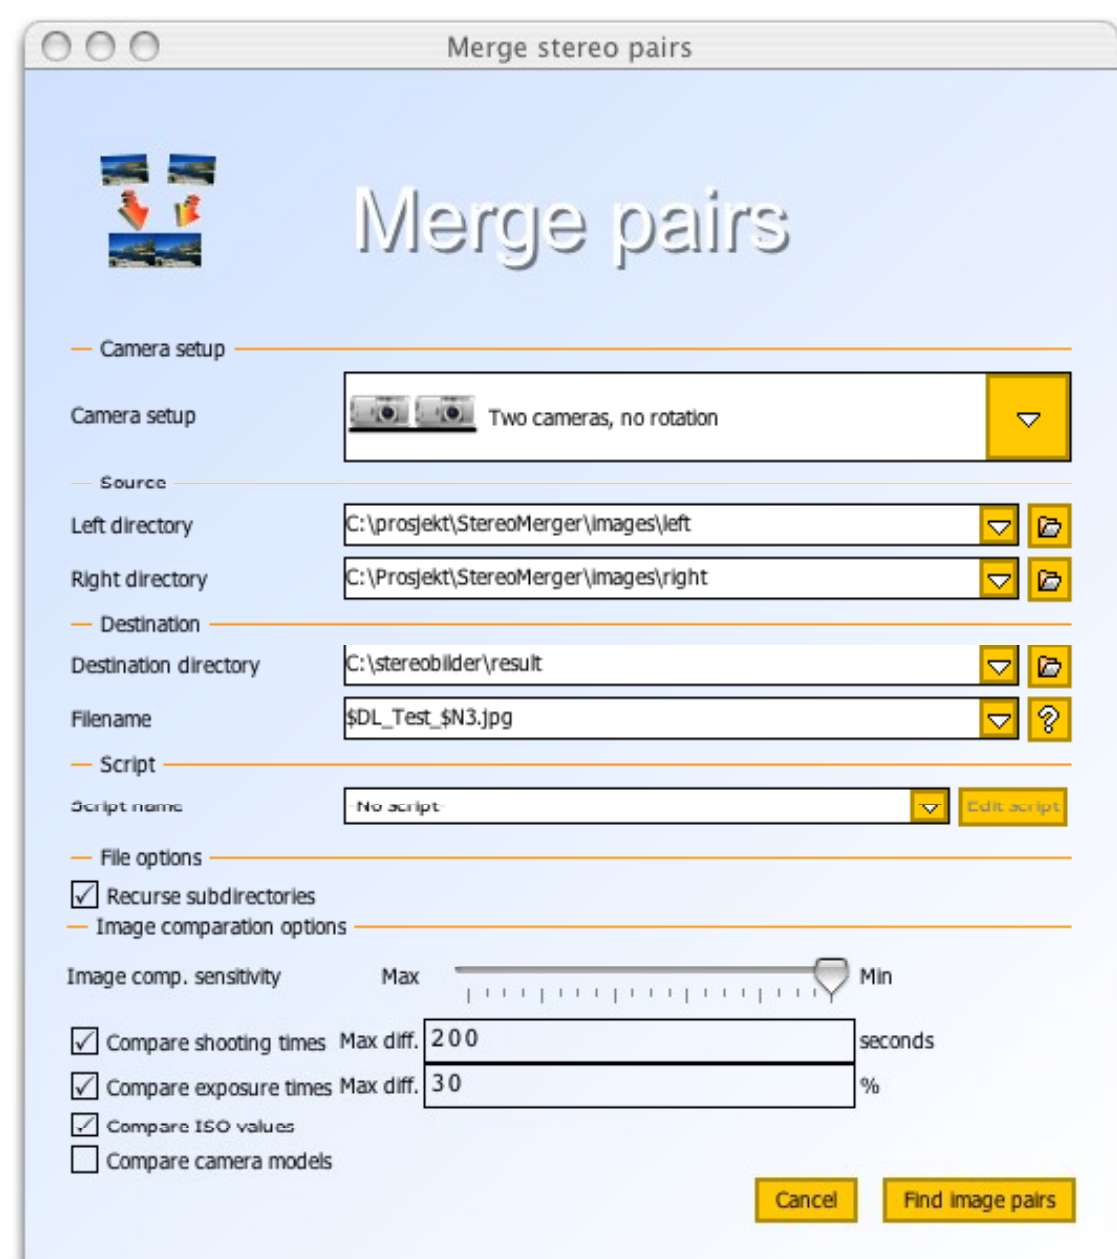 Merge stereo pairs
Merge pairs
Camera setup
Camera setup Two cameras, no rotation
Source
Left directory C:\prosjekt\StereoMerger\images\left
Right directory C:\Prosjekt\StereoMerger\images\right
Destination
Destination directory C:\stereobilder\result
Filename $DL_Test_$N3.jpg
Script
Script name -No script- Edit script
File options
Recurse subdirectories
Image comparation options
Image comp. sensitivity Max Min
Compare shooting times Max diff. 200 seconds
Compare exposure times Max diff. 30 %
Compare ISO values
Compare camera models
Cancel Find image pairs